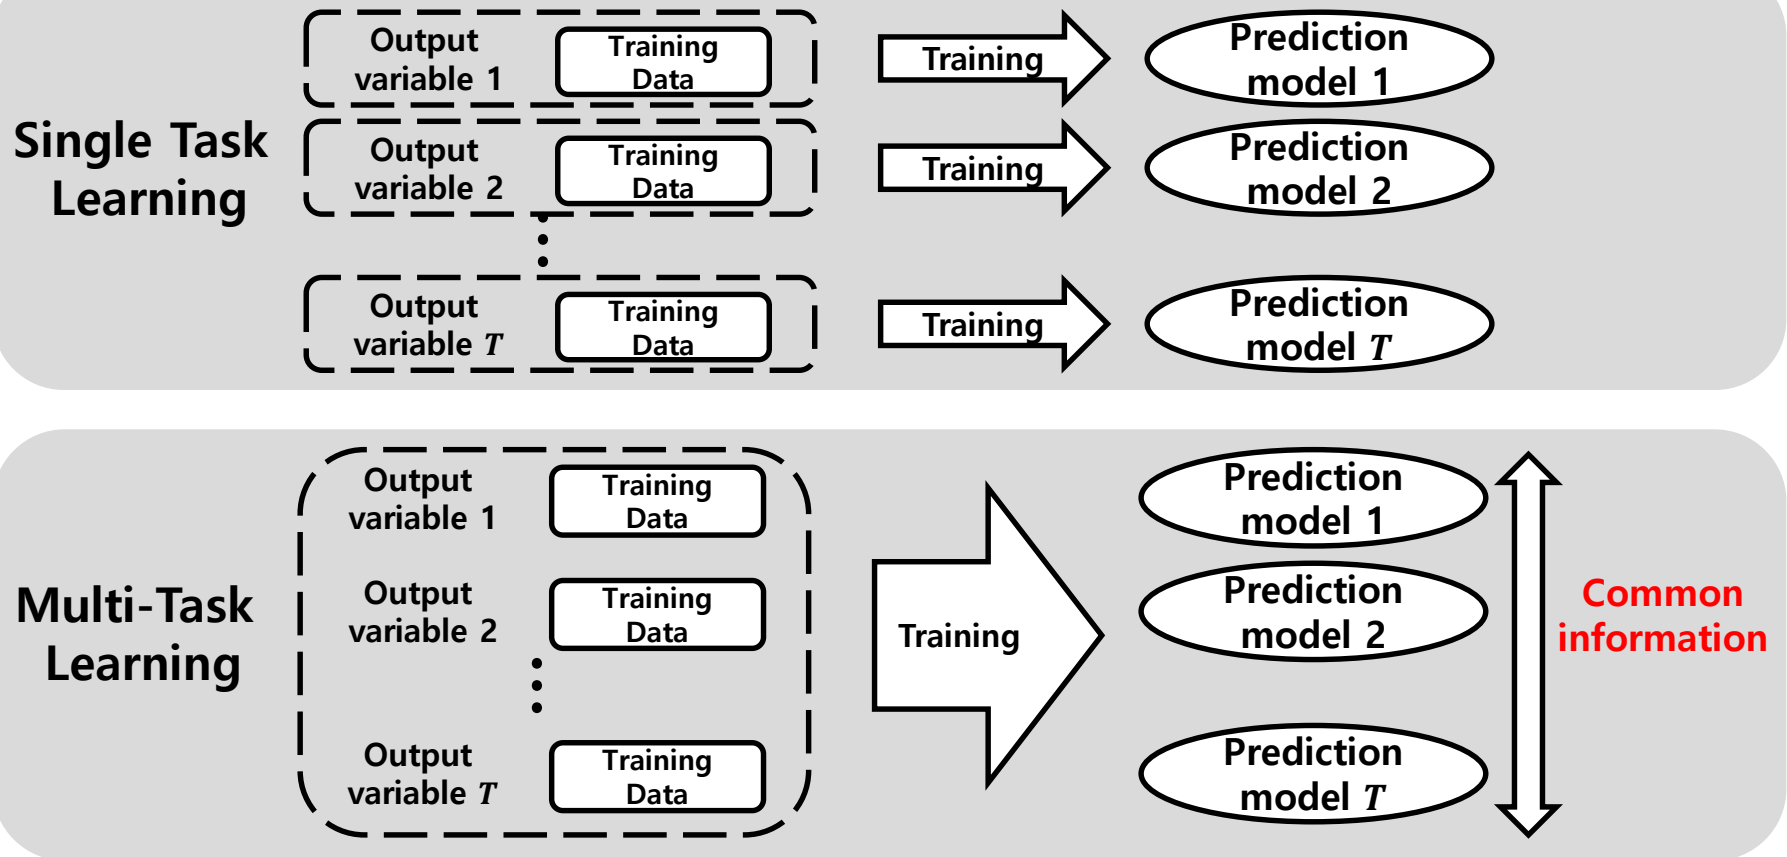 Single Task
Learning
Output
variable 1
Training
Data
Training
Prediction
model 1
Output
variable 2
Training
Data
Training
Prediction
model 2
Output
variable T
Training
Data
Training
Prediction
model T
Multi-Task
Learning
Output
variable 1
Training
Data
Output
variable 2
Training
Data
Output
variable T
Training
Data
Training
Prediction
model 1
Prediction
model 2
Prediction
model T
Common
information